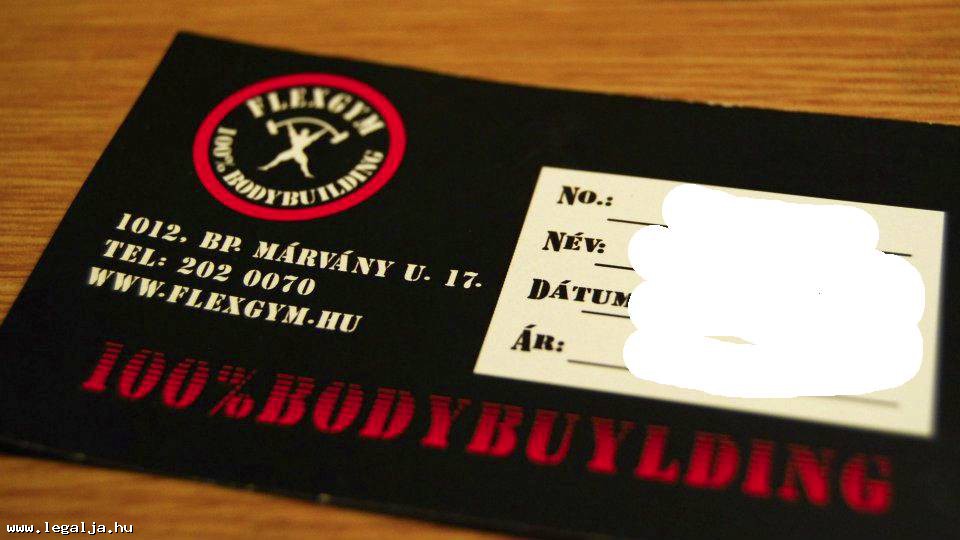 FLEXGYM
100% BODYBUILDING
1012. BP. MÁRVÁNY U. 17.
TEL: 202 0070
WWW.FLEXGYM.HU
No.:
NÉV:
DÁTUM
ÁR:
100% BODYBUYLDING
www.legalja.hu